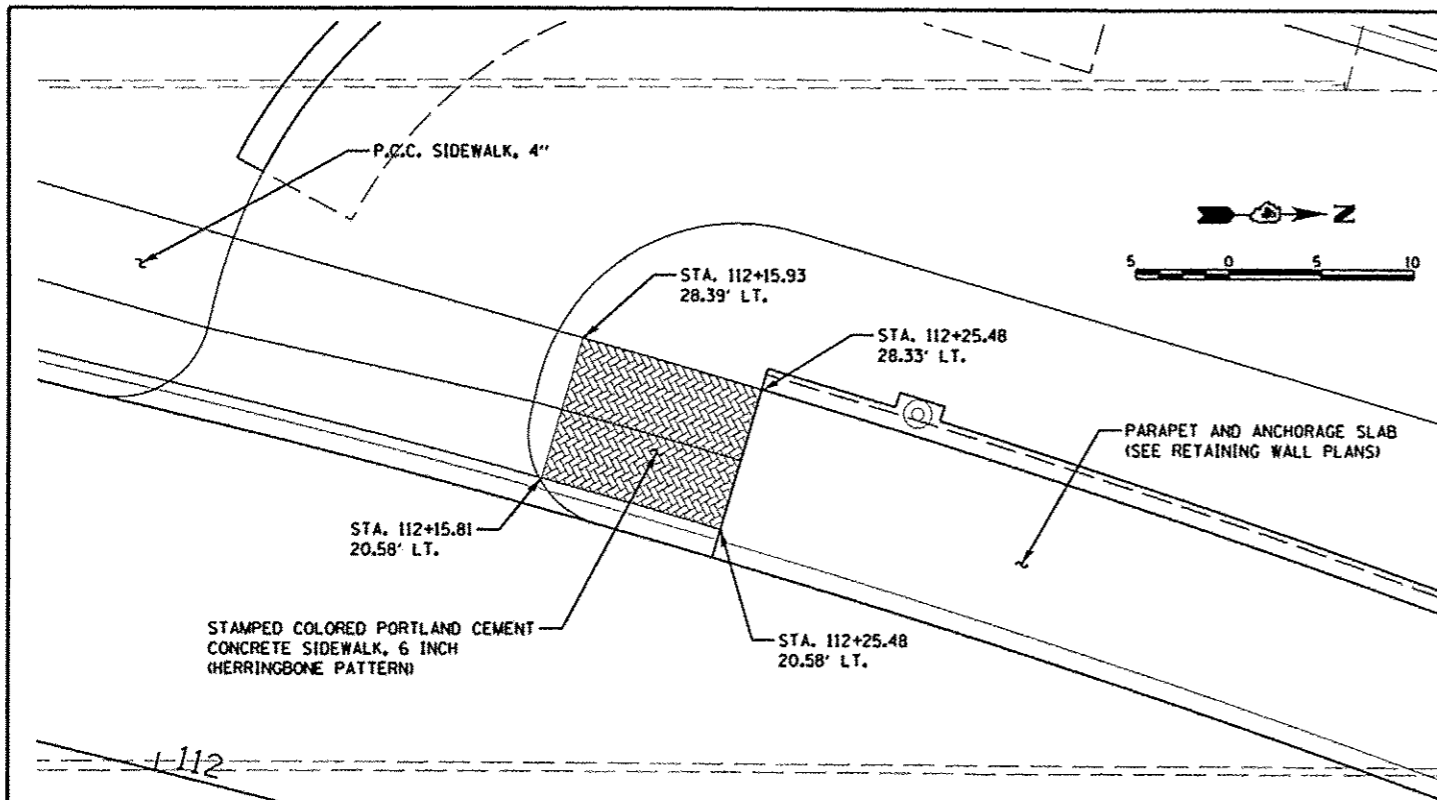 P.C.C. SIDEWALK, 4"
N
5 0 5 10
STA. 112+15.93
28.39' LT.
STA. 112+25.48
28.33' LT.
PARAPET AND ANCHORAGE SLAB
(SEE RETAINING WALL PLANS)
STA. 112+15.81
20.58' LT.
STAMPED COLORED PORTLAND CEMENT
CONCRETE SIDEWALK, 6 INCH
(HERRINGBONE PATTERN)
STA. 112+25.48
20.58' LT.
112